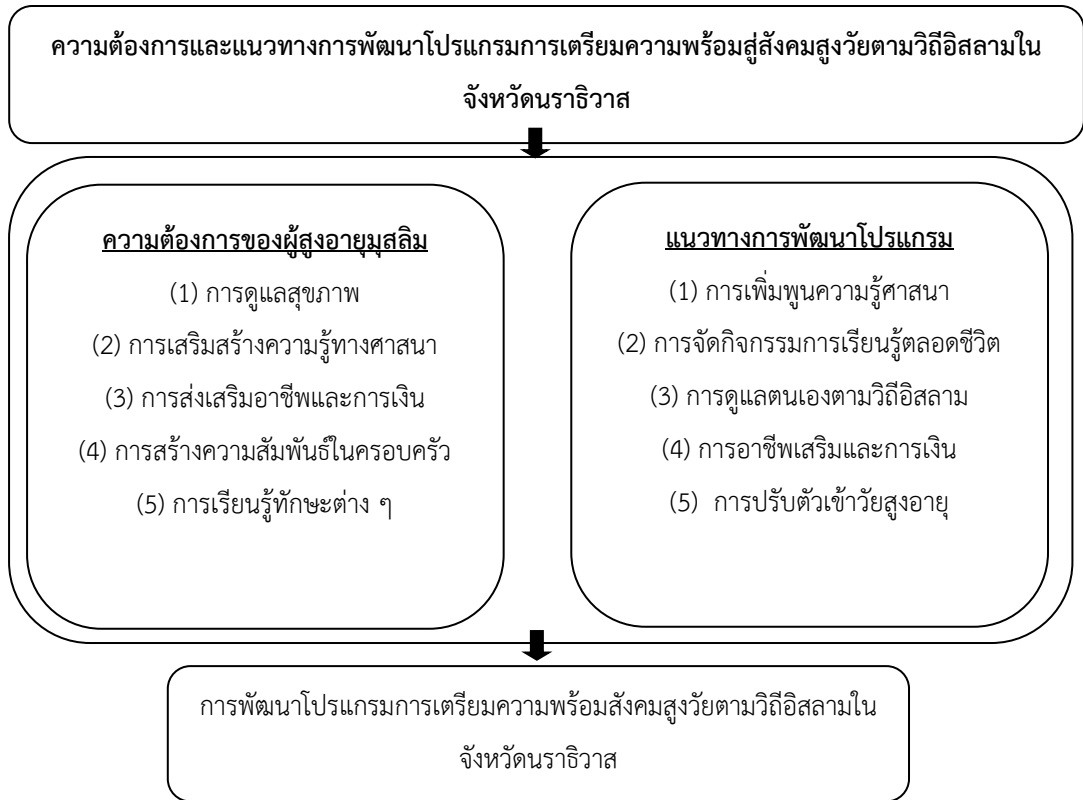 ความต้องการและแนวทางการพัฒนาโปรแกรมการเตรียมความพร้อมสู่สังคมสูงวัยตามวิถีอิสลามใน
จังหวัดนราธิวาส
ความต้องการของผู้สูงอายุมุสลิม
(1) การดูแลสุขภาพ
(2) การเสริมสร้างความรู้ทางศาสนา
(3) การส่งเสริมอาชีพและการเงิน
(4) การสร้างความสัมพันธ์ในครอบครัว
(5) การเรียนรู้ทักษะต่าง ๆ
แนวทางการพัฒนาโปรแกรม
(1) การเพิ่มพูนความรู้ศาสนา
(2) การจัดกิจกรรมการเรียนรู้ตลอดชีวิต
(3) การดูแลตนเองตามวิถีอิสลาม
(4) การอาชีพเสริมและการเงิน
(5) การปรับตัวเข้าวัยสูงอายุ
การพัฒนาโปรแกรมการเตรียมความพร้อมสังคมสูงวัยตามวิถีอิสลามใน
จังหวัดนราธิวาส